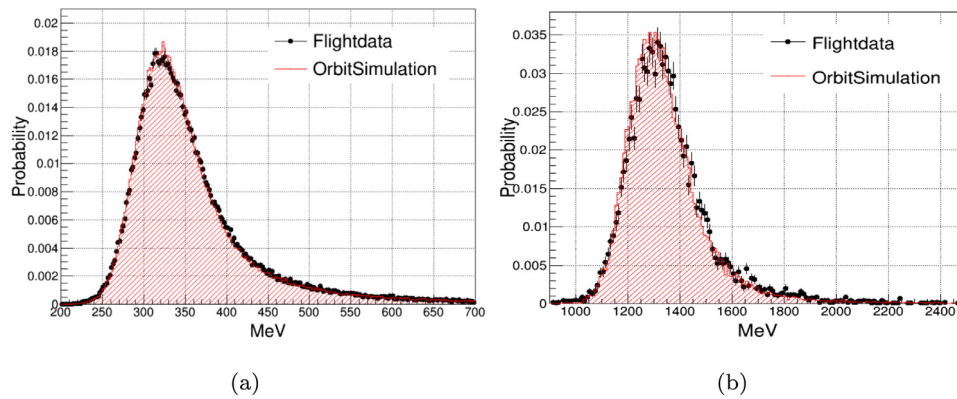 0.02
0.018
0.016
0.014
0.012
0.01
0.008
0.006
0.004
0.002
0
Probability
Flightdata
OrbitSimulation
200 250 300 350 400 450 500 550 600 650 700
MeV
(a)
0.035
0.03
0.025
0.02
0.015
0.01
0.005
0
Probability
Flightdata
OrbitSimulation
1000 1200 1400 1600 1800 2000 2200 240
MeV
(b)